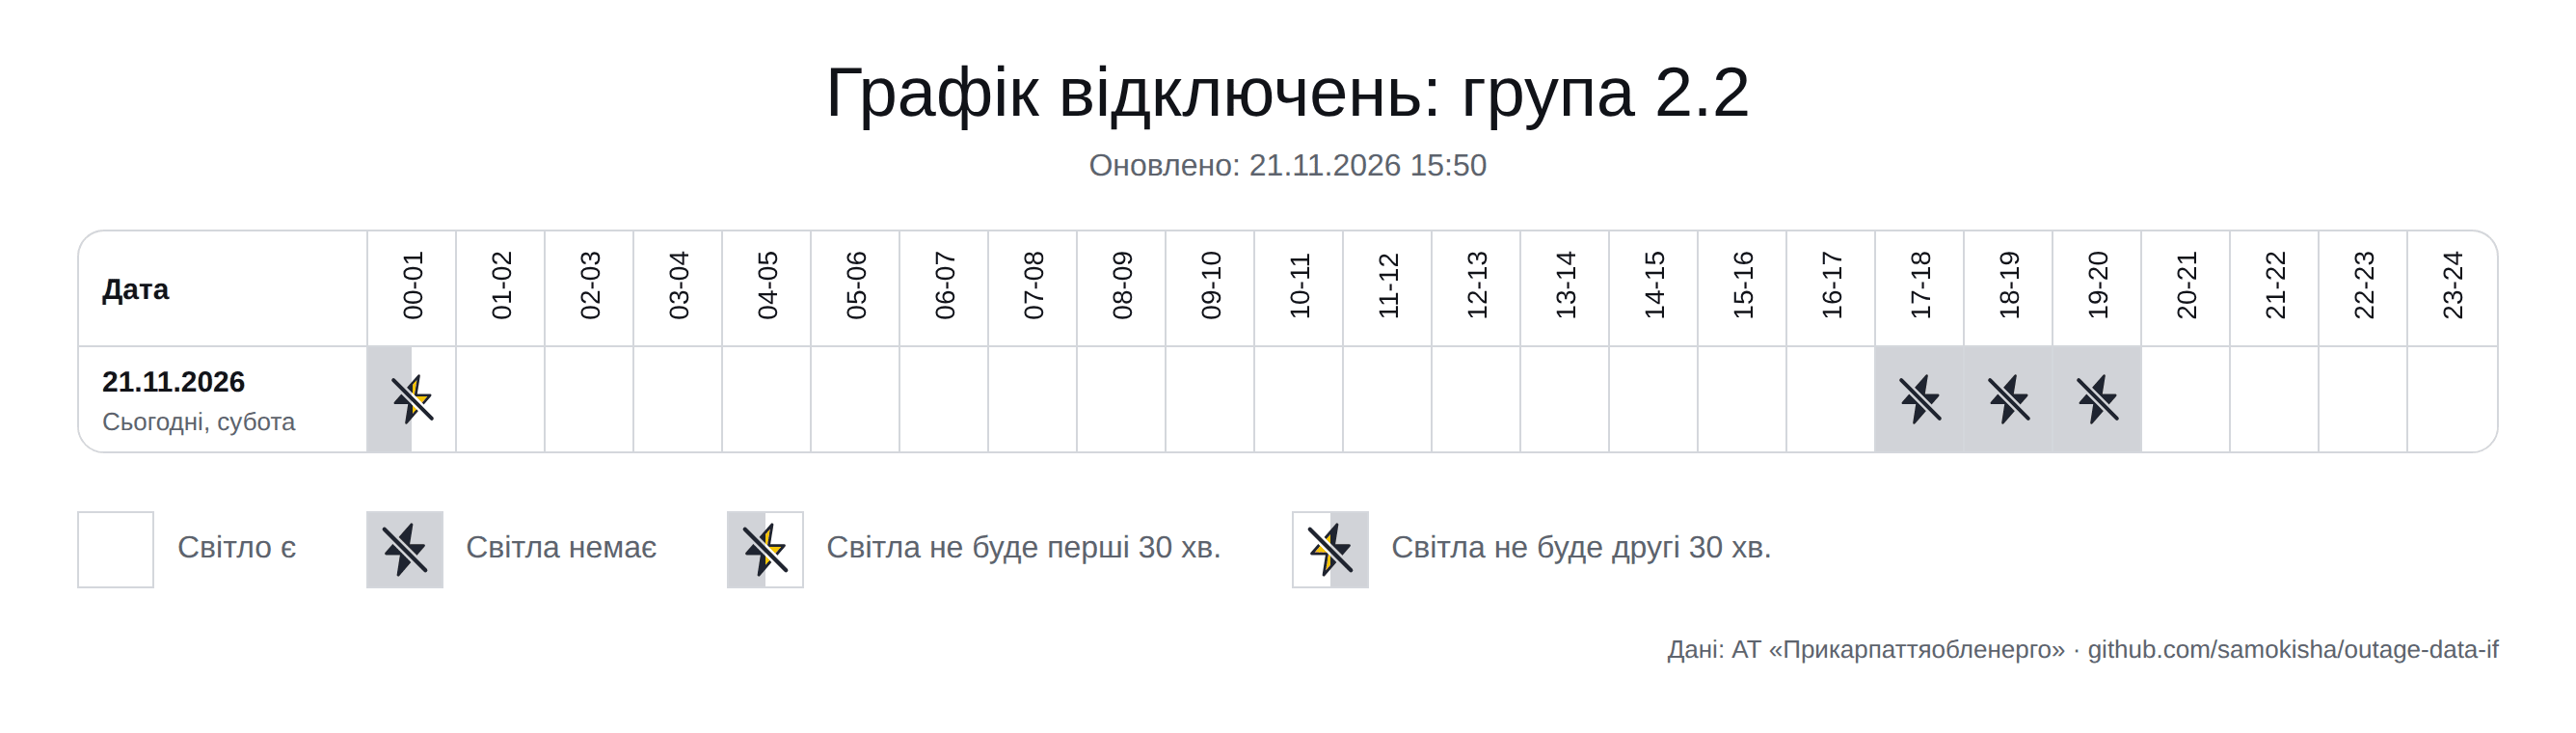 Графік відключень: група 2.2
Оновлено: 21.11.2026 15:50
Дата 00-01 01-02 02-03 03-04 04-05 05-06 06-07 07-08 08-09 09-10 10-11 11-12 12-13 13-14 14-15 15-16 16-17 17-18 18-19 19-20 20-21 21-22 22-23 23-24
21.11.2026
Сьогодні, субота
Світло є Світла немає Світла не буде перші 30 хв. Світла не буде другі 30 хв.
Дані: АТ «Прикарпаттяобленерго» · github.com/samokisha/outage-data-if